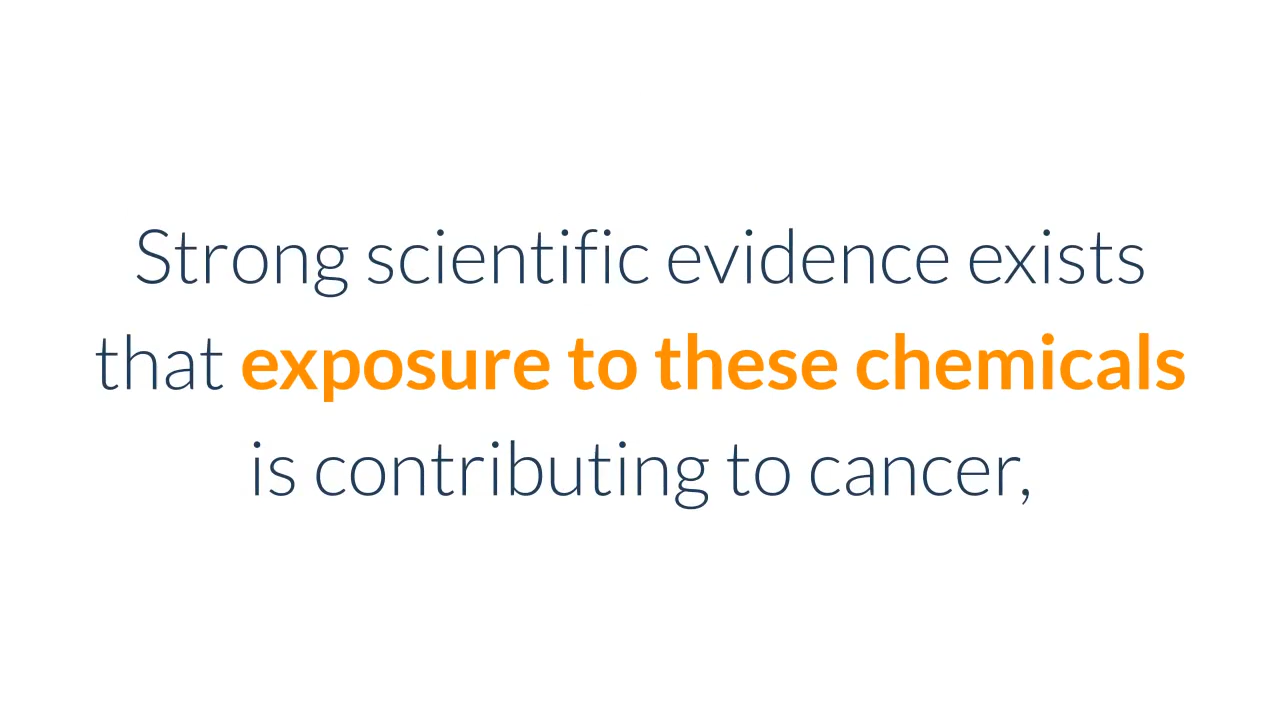 Strong scientific evidence exists
that exposure to these chemicals
is contributing to cancer,